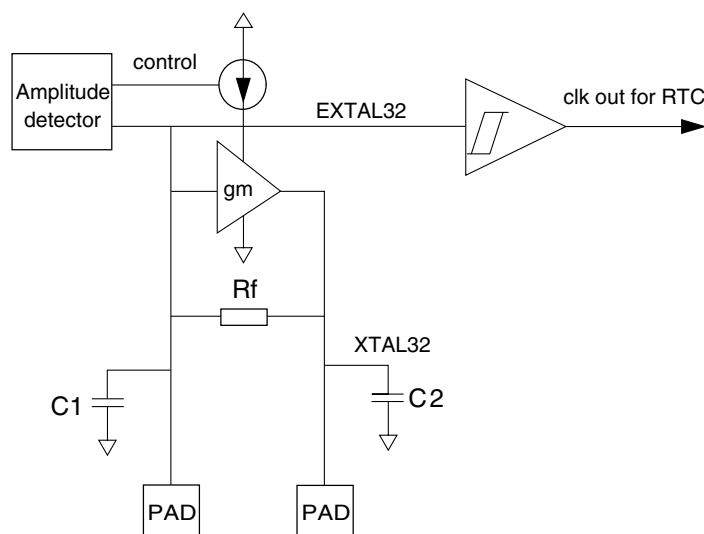 control
Amplitude
detector
EXTAL32
clk out for RTC
gm
Rf
XTAL32
C1
C2
PAD
PAD